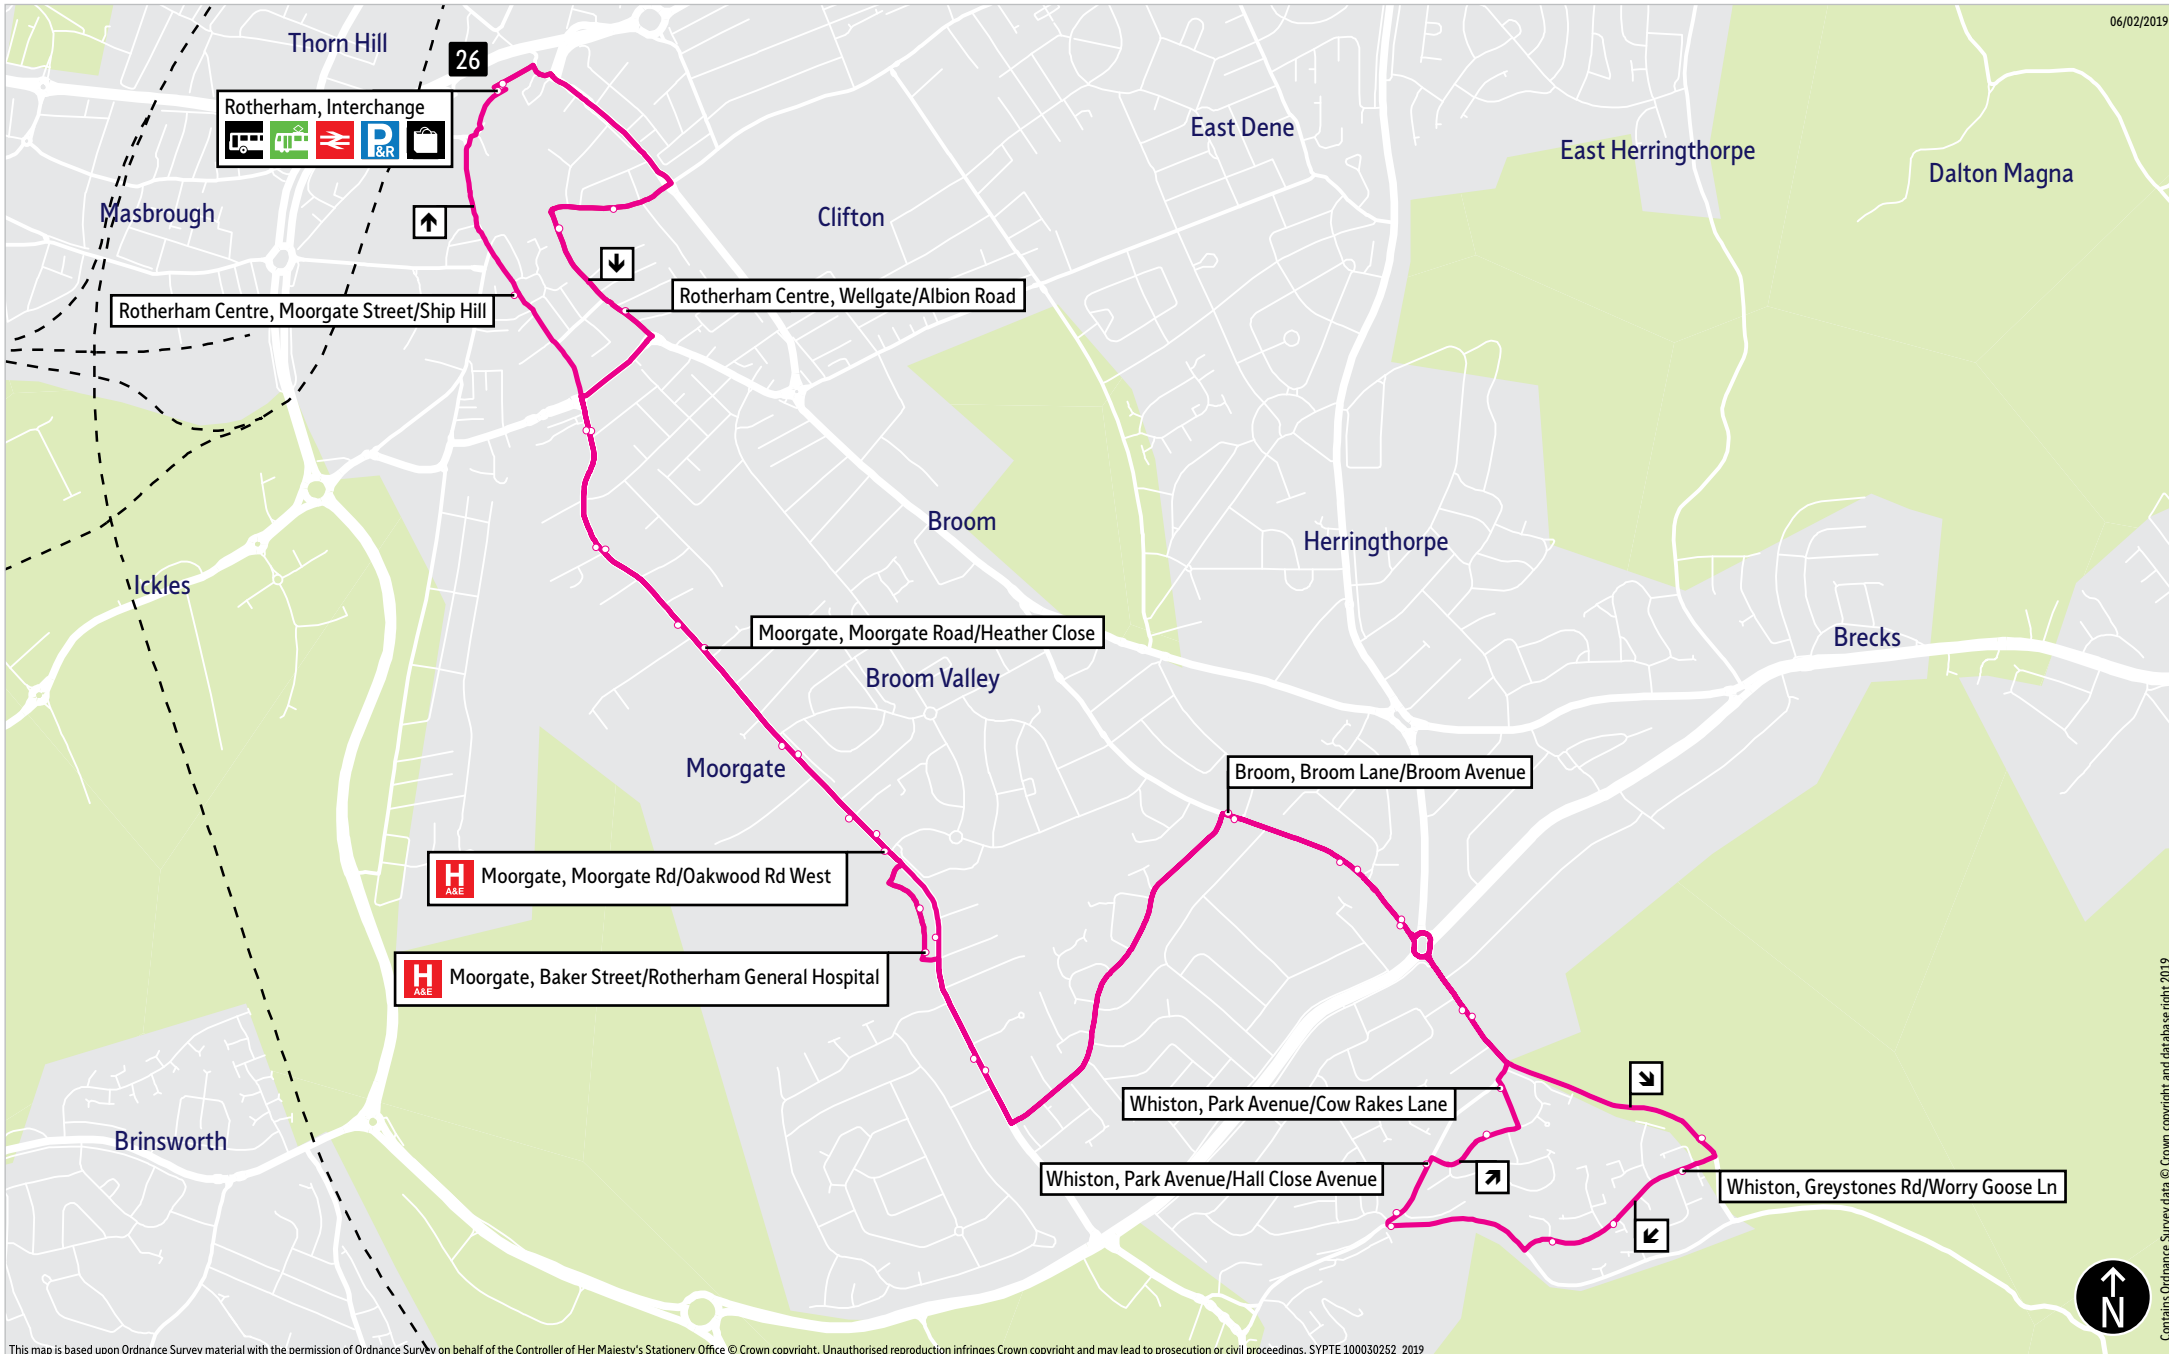 06/02/2019
Thorn Hill
26
Rotherham, Interchange
P
&R
East Dene
East Herringthorpe
Dalton Magna
Masbrough
Clifton
Rotherham Centre, Moorgate Street/Ship Hill
Rotherham Centre, Wellgate/Albion Road
Broom
Herringthorpe
Ickles
Moorgate, Moorgate Road/Heather Close
Brecks
Broom Valley
Moorgate
Broom, Broom Lane/Broom Avenue
H
A&E
Moorgate, Moorgate Rd/Oakwood Rd West
H
A&E
Moorgate, Baker Street/Rotherham General Hospital
Whiston, Park Avenue/Cow Rakes Lane
Brinsworth
Whiston, Park Avenue/Hall Close Avenue
Whiston, Greystones Rd/Worry Goose Ln
N
Contains Ordnance Survey data © Crown copyright and database right 2019
This map is based upon Ordnance Survey material with the permission of Ordnance Survey on behalf of the Controller of Her Majesty's Stationery Office © Crown copyright. Unauthorised reproduction infringes Crown copyright and may lead to prosecution or civil proceedings. SYPTE 100030252 2019